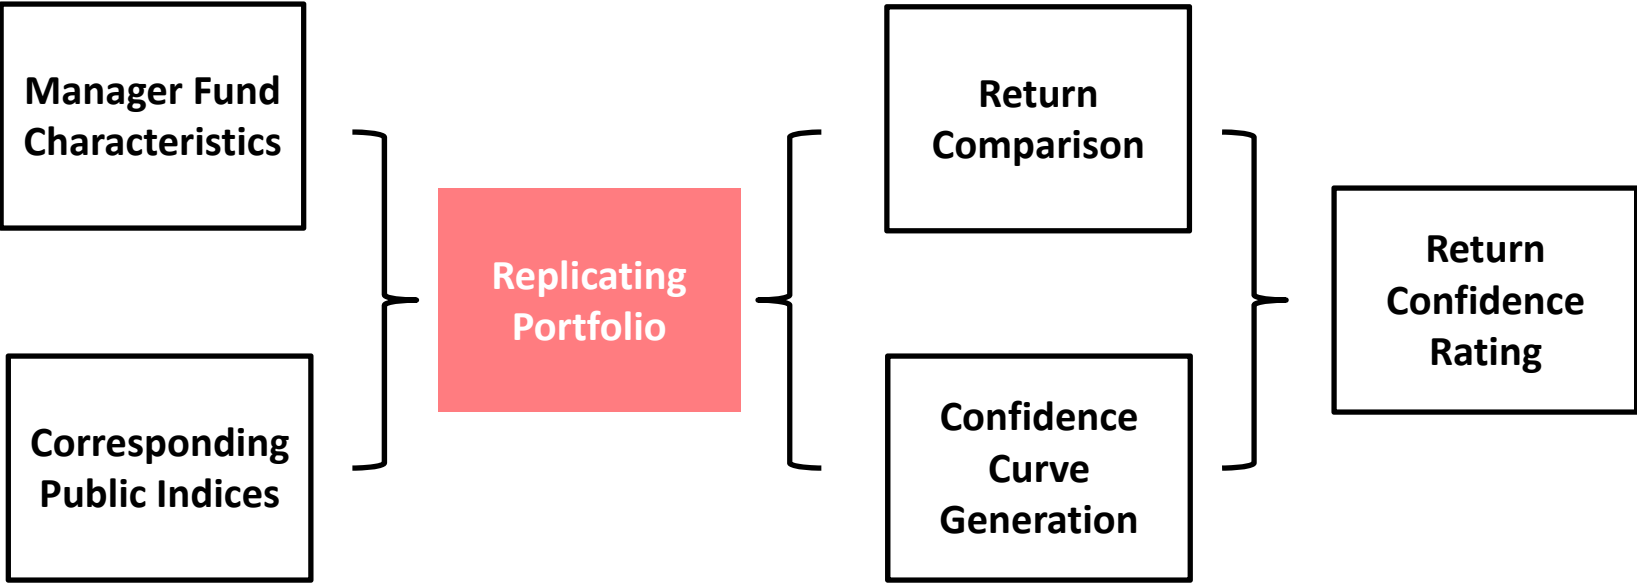 Manager Fund
Characteristics
Corresponding
Public Indices
Replicating
Portfolio
Return
Comparison
Confidence
Curve
Generation
Return
Confidence
Rating